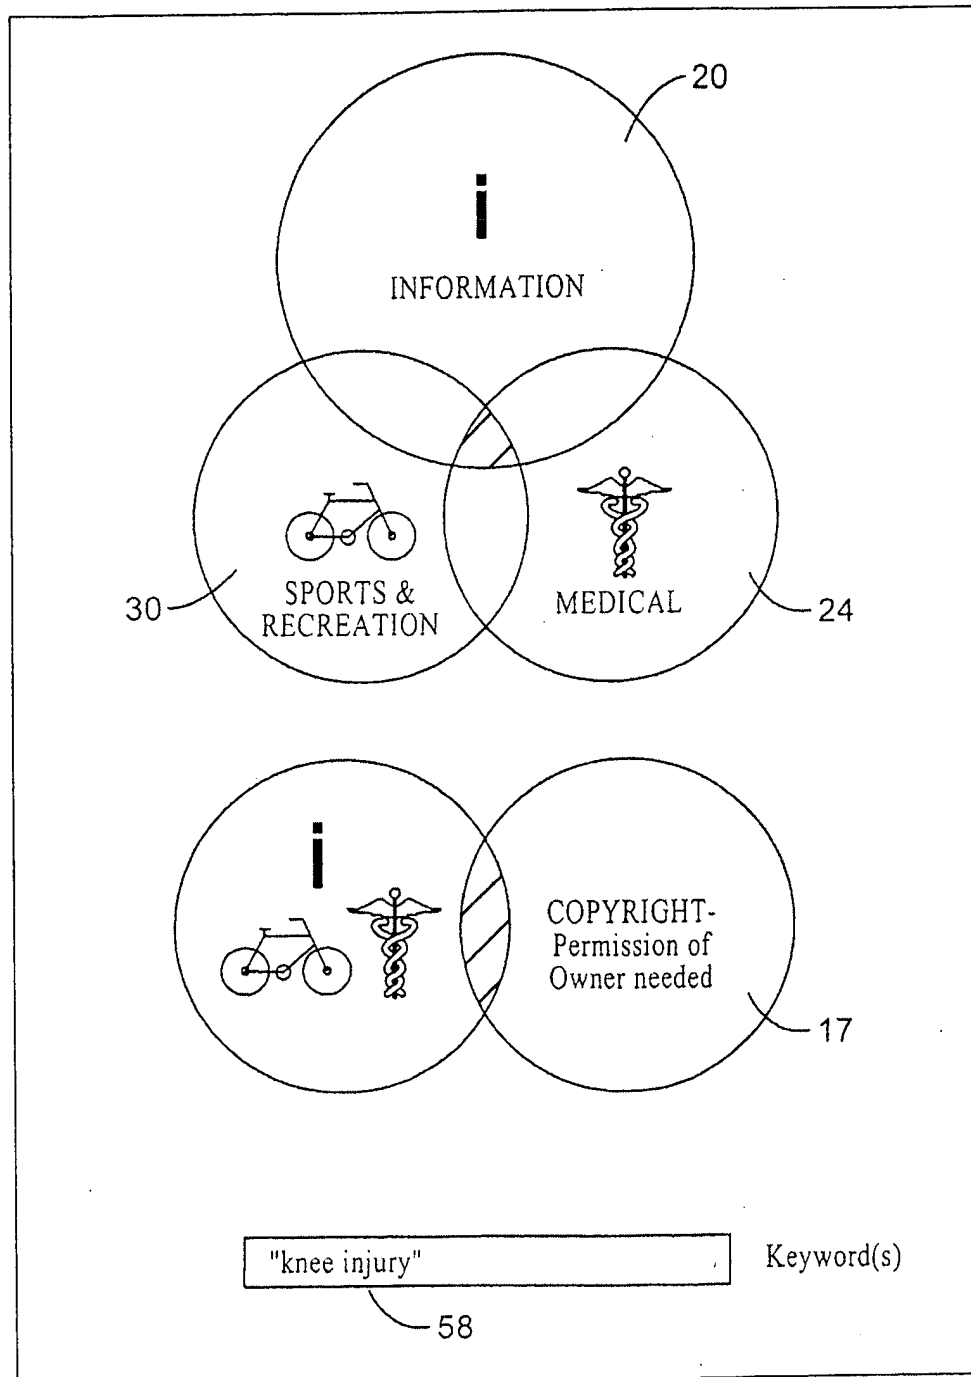 20
i
INFORMATION
30
SPORTS &
RECREATION
MEDICAL
24
i
COPYRIGHT-
Permission of
Owner needed
17
"knee injury"
Keyword(s)
58